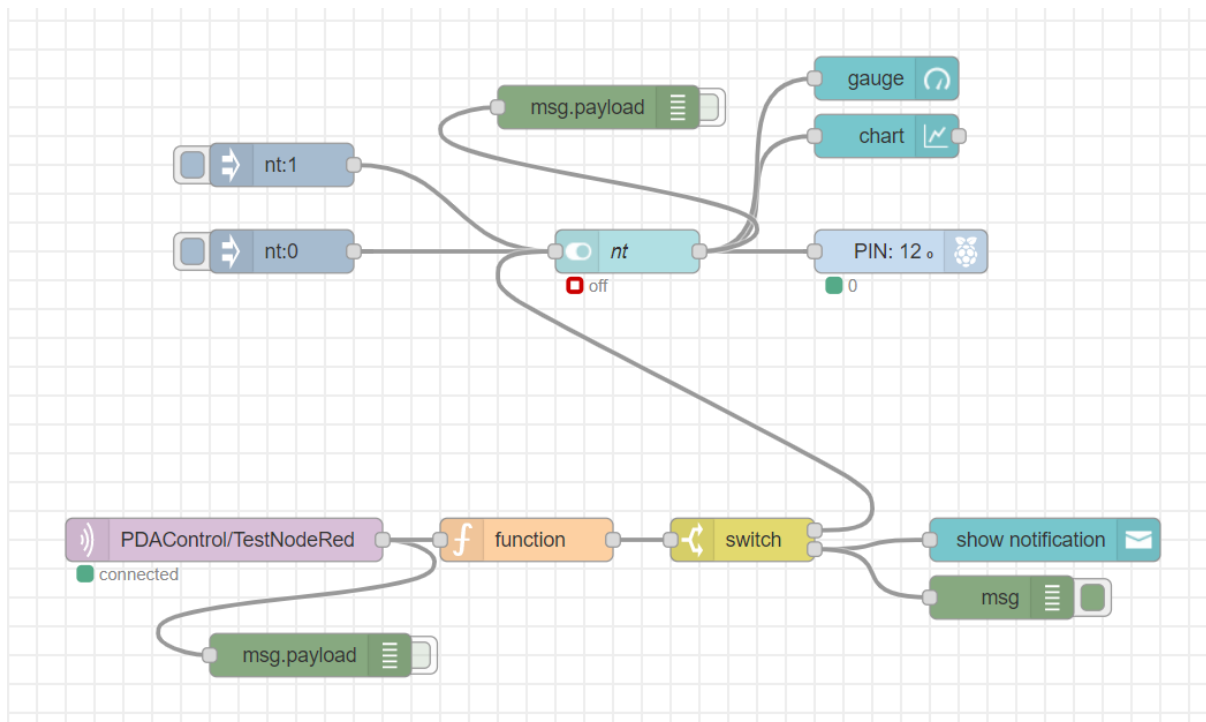 gauge
msg.payload
chart
nt:1
nt:0
nt
PIN: 12
off
0
PDAControl/TestNodeRed
function
switch
show notification
connected
msg
msg.payload